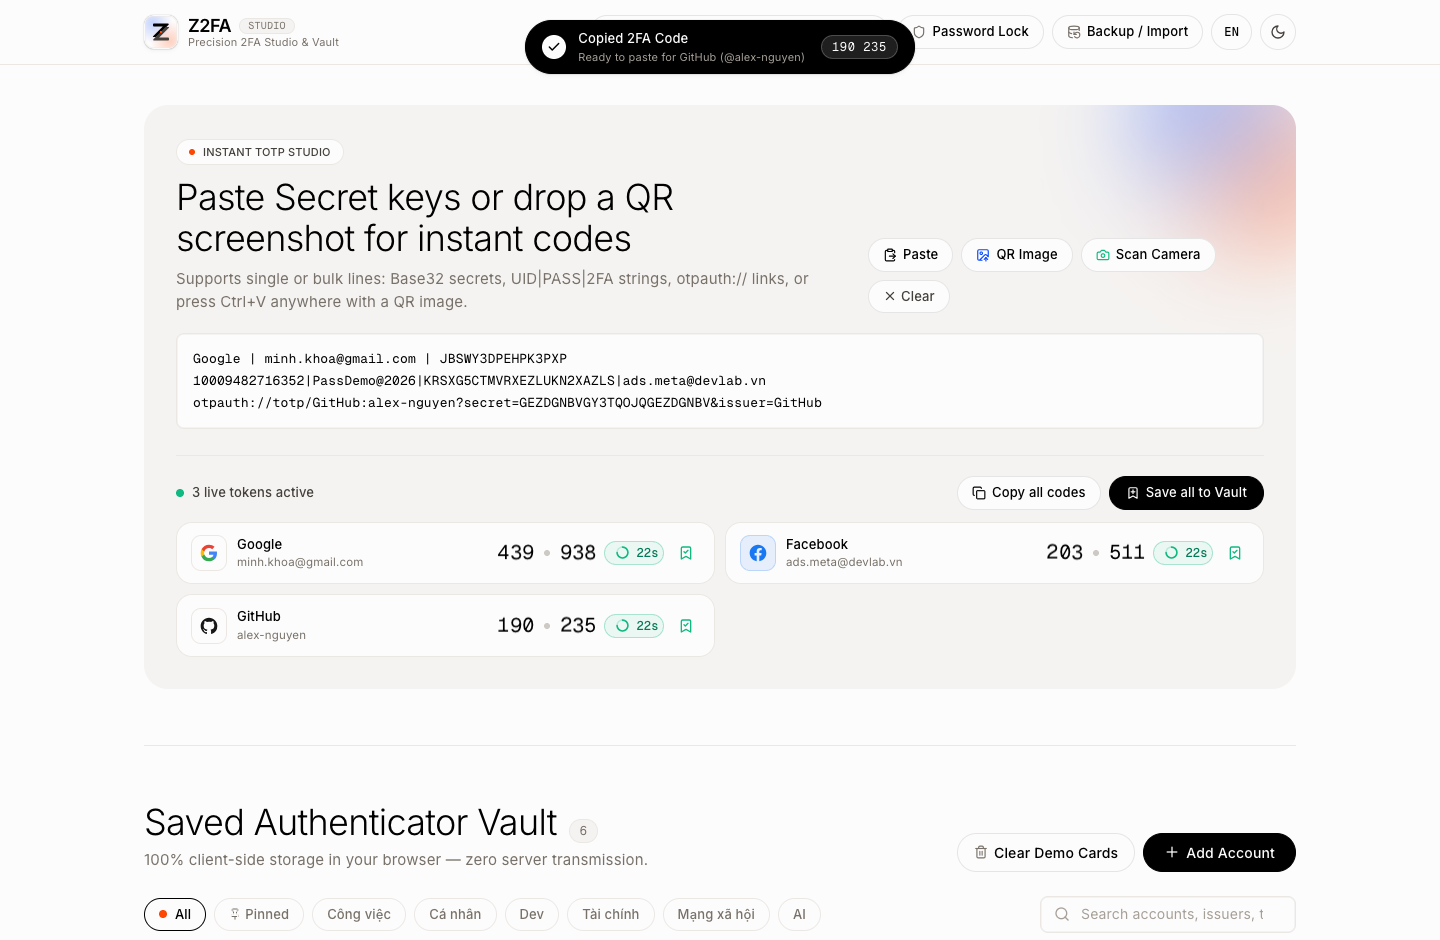 Z2FA STUDIO
Precision 2FA Studio & Vault
Copied 2FA Code
Ready to paste for GitHub (@alex-nguyen)
190 235
Password Lock
Backup / Import
EN
INSTANT TOTP STUDIO
Paste Secret keys or drop a QR
screenshot for instant codes
Supports single or bulk lines: Base32 secrets, UID|PASS|2FA strings, otpauth:// links, or
press Ctrl+V anywhere with a QR image.
Paste
QR Image
Scan Camera
Clear
Google | minh.khoa@gmail.com | JBSWY3DPEHPK3PXP
10009482716352|PassDemo@2026|KRSXG5CTMVRXEZLUKN2XAZLS|ads.meta@devlab.vn
otpauth://totp/GitHub:alex-nguyen?secret=GEZDGNBVGY3TQOJQGEZDGNBV&issuer=GitHub
3 live tokens active
Copy all codes
Save all to Vault
Google
minh.khoa@gmail.com
439 • 938
22s
Facebook
ads.meta@devlab.vn
203 • 511
22s
GitHub
alex-nguyen
190 • 235
22s
Saved Authenticator Vault 6
100% client-side storage in your browser — zero server transmission.
Clear Demo Cards
Add Account
All
Pinned
Công việc
Cá nhân
Dev
Tài chính
Mạng xã hội
AI
Search accounts, issuers, t